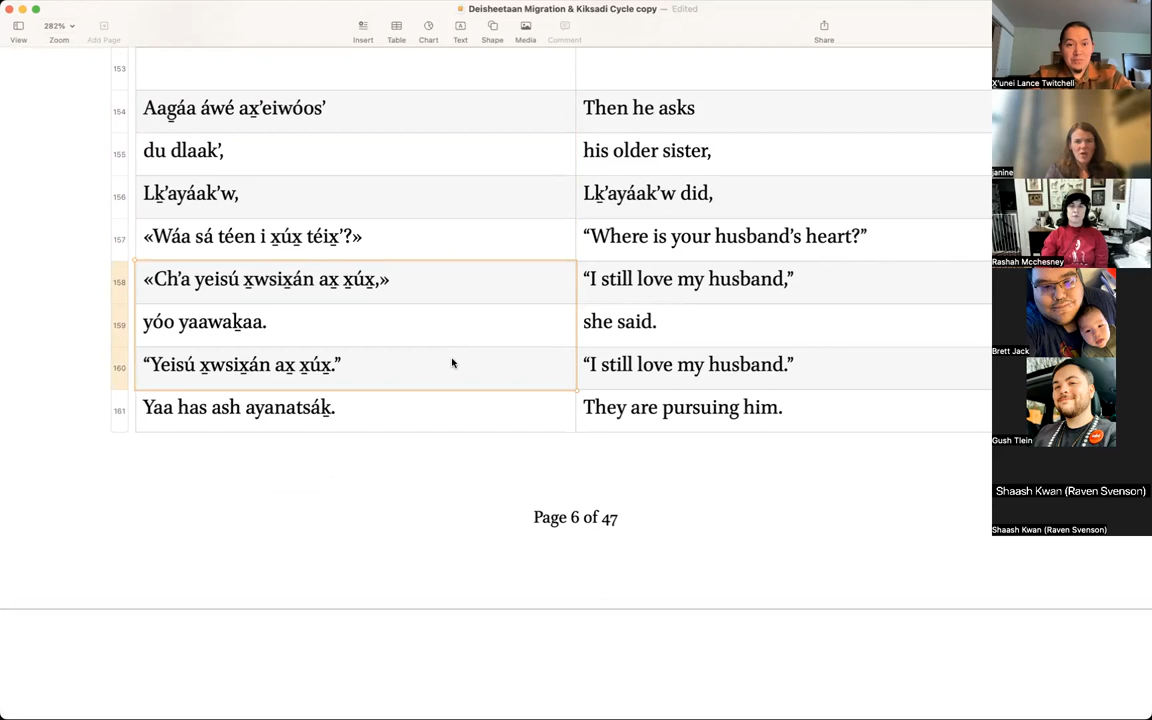 Deisheetaan Migration & Kiksadi Cycle copy — Edited
282%
View
Zoom
Add Page
Insert
Table
Chart
Text
Shape
Media
Comment
Share
153
154 Aag̱áa áwé ax̱’eiwóos’ Then he asks
155 du dlaak’, his older sister,
156 Lḵ’ayáak’w, Lḵ’ayáak’w did,
157 «Wáa sá téen i x̱úx̱ téix̱’?» “Where is your husband’s heart?”
158 «Ch’a yeisú x̱wsix̱án ax̱ x̱úx̱,» “I still love my husband,”
159 yóo yaawaḵaa. she said.
160 “Yeisú x̱wsix̱án ax̱ x̱úx̱.” “I still love my husband.”
161 Yaa has ash ayanatsáḵ. They are pursuing him.
Page 6 of 47
X̱’unei Lance Twitchell
janine
Rashah Mcchesney
Brett Jack
Gush Tlein
Shaash Kwan (Raven Svenson)
Shaash Kwan (Raven Svenson)